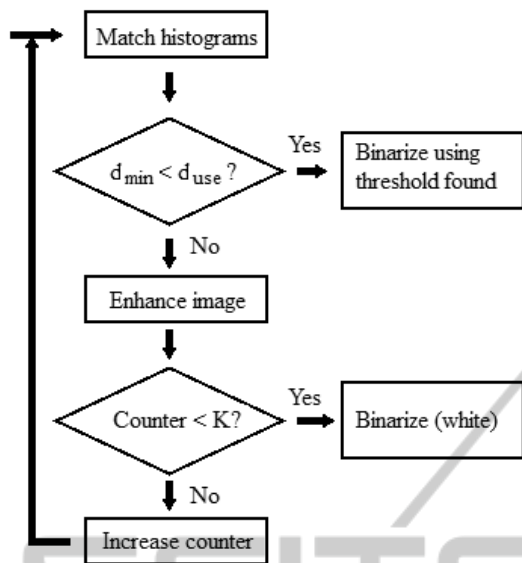 Match histograms
d_min < d_use ?
Yes
Binarize using
threshold found
No
Enhance image
Counter < K?
Yes
Binarize (white)
No
Increase counter